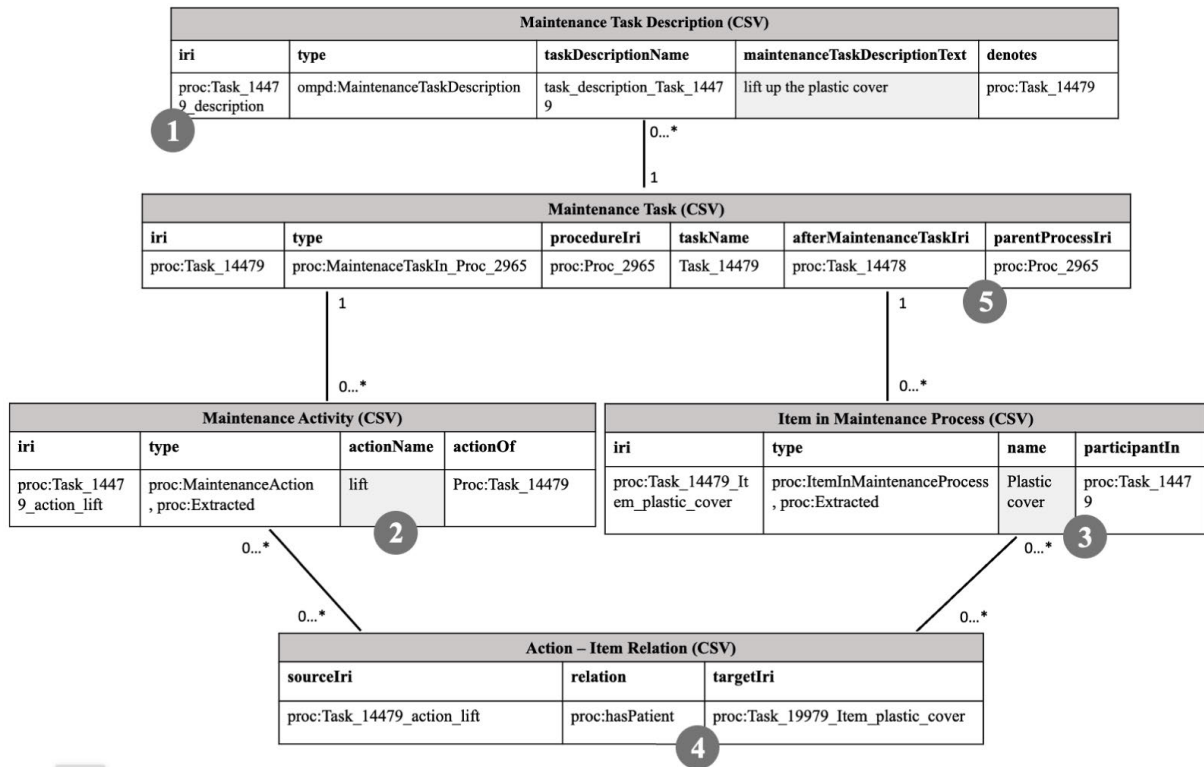 Maintenance Task Description (CSV)
iri type taskDescriptionName maintenanceTaskDescriptionText denotes
proc:Task_1447 ompd:MaintenanceTaskDescription task_description_Task_1447 lift up the plastic cover proc:Task_14479
9_description 9
1
0...*
1
Maintenance Task (CSV)
iri type procedureIri taskName afterMaintenanceTaskIri parentProcessIri
proc:Task_14479 proc:MaintenaceTaskIn_Proc_2965 proc:Proc_2965 Task_14479 proc:Task_14478 proc:Proc_2965
5
1 1
0...* 0...*
Maintenance Activity (CSV) Item in Maintenance Process (CSV)
iri type actionName actionOf iri type name participantIn
proc:Task_1447 proc:MaintenanceAction lift Proc:Task_14479 proc:Task_14479_It proc:ItemInMaintenanceProcess Plastic proc:Task_1447
9_action_lift , proc:Extracted em_plastic_cover , proc:Extracted cover 9
2 3
0...* 0...*
0...* 0...*
Action – Item Relation (CSV)
sourceIri relation targetIri
proc:Task_14479_action_lift proc:hasPatient proc:Task_19979_Item_plastic_cover
4